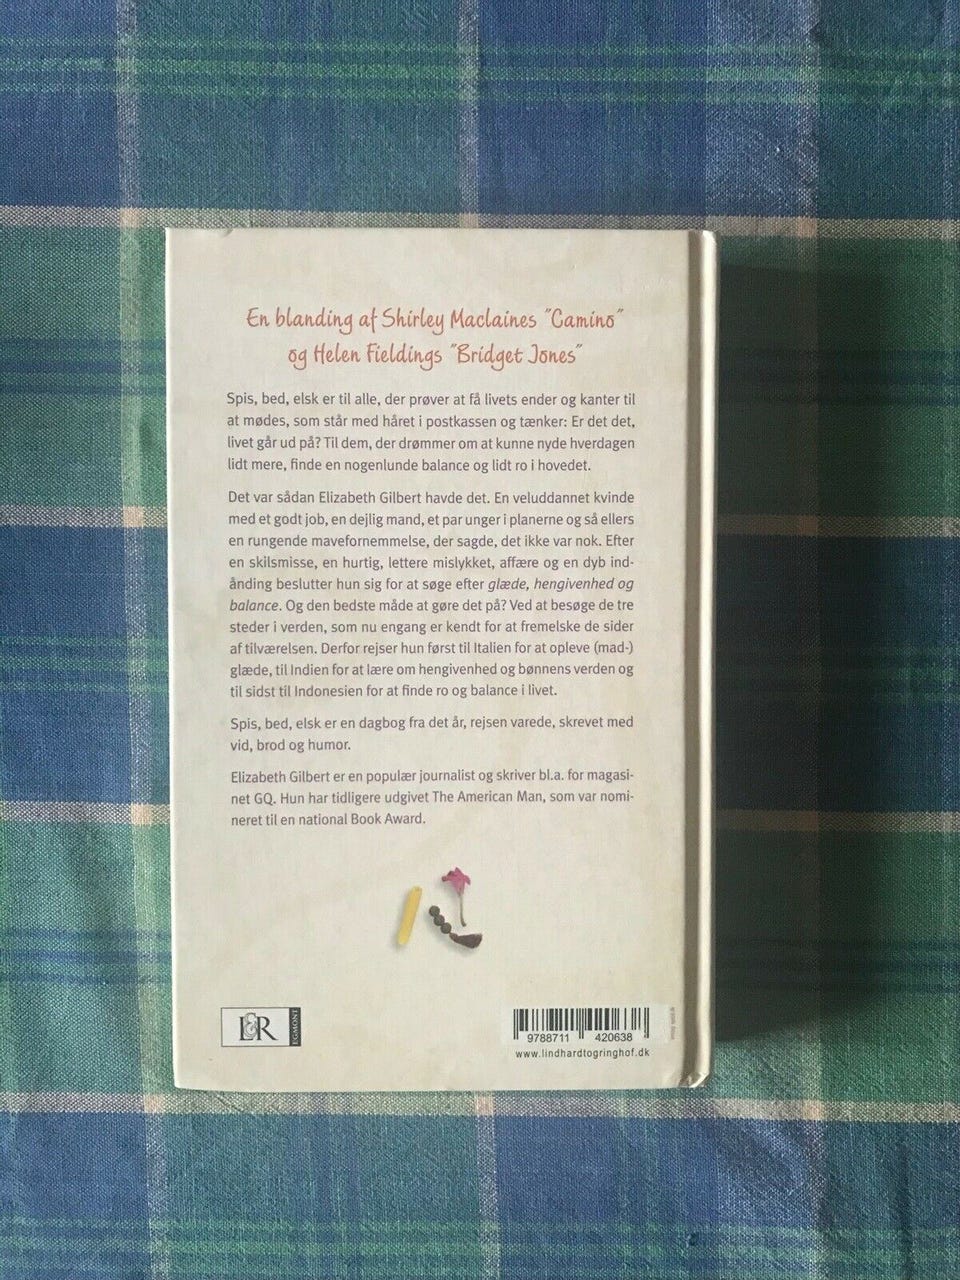 En blanding af Shirley Maclaines "Camino"
og Helen Fieldings "Bridget Jones"
Spis, bed, elsk er til alle, der prøver at få livets ender og kanter til
at mødes, som står med håret i postkassen og tænker: Er det det,
livet går ud på? Til dem, der drømmer om at kunne nyde hverdagen
lidt mere, finde en nogenlunde balance og lidt ro i hovedet.
Det var sådan Elizabeth Gilbert havde det. En veluddannet kvinde
med et godt job, en dejlig mand, et par unger i planerne og så ellers
en rungende mavefornemmelse, der sagde, det ikke var nok. Efter
en skilsmisse, en hurtig, lettere mislykket, affære og en dyb ind-
ånding beslutter hun sig for at søge efter glæde, hengivenhed og
balance. Og den bedste måde at gøre det på? Ved at besøge de tre
steder i verden, som nu engang er kendt for at fremelske de sider
af tilværelsen. Derfor rejser hun først til Italien for at opleve (mad-)
glæde, til Indien for at lære om hengivenhed og bønnens verden og
til sidst til Indonesien for at finde ro og balance i livet.
Spis, bed, elsk er en dagbog fra det år, rejsen varede, skrevet med
vid, brod og humor.
Elizabeth Gilbert er en populær journalist og skriver bl.a. for magasi-
net GQ. Hun har tidligere udgivet The American Man, som var nomi-
neret til en national Book Award.
L&R EGMONT
9788711 420638
www.lindhardtogringhof.dk